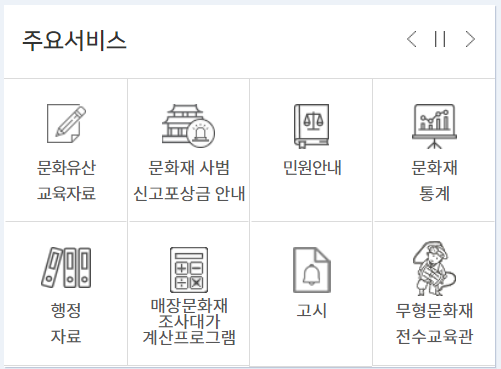 주요서비스
문화유산
교육자료
문화재 사범
신고포상금 안내
민원안내
문화재
통계
행정
자료
매장문화재
조사대가
계산프로그램
고시
무형문화재
전수교육관